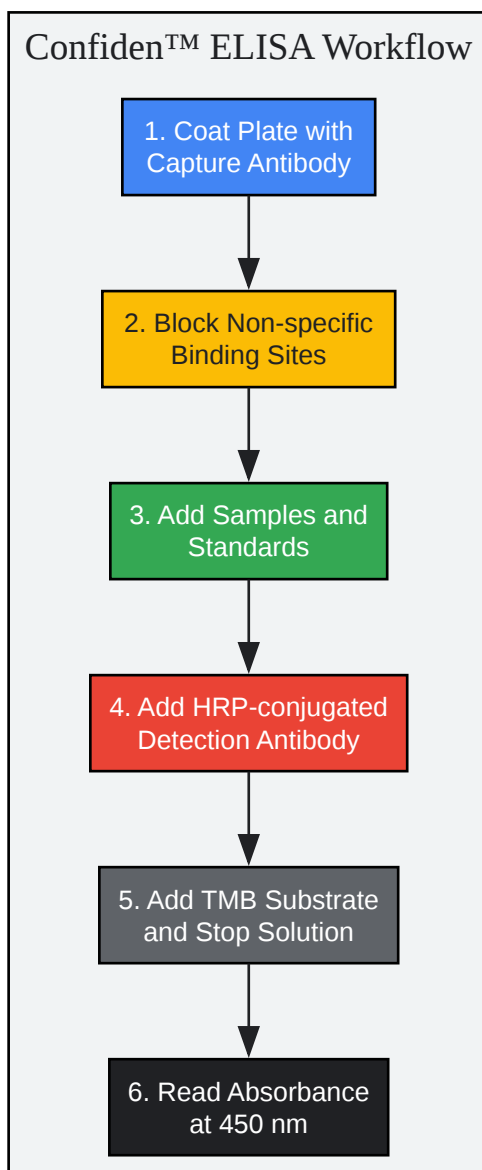 Confiden™ ELISA Workflow
1. Coat Plate with
Capture Antibody
2. Block Non-specific
Binding Sites
3. Add Samples and
Standards
4. Add HRP-conjugated
Detection Antibody
5. Add TMB Substrate
and Stop Solution
6. Read Absorbance
at 450 nm